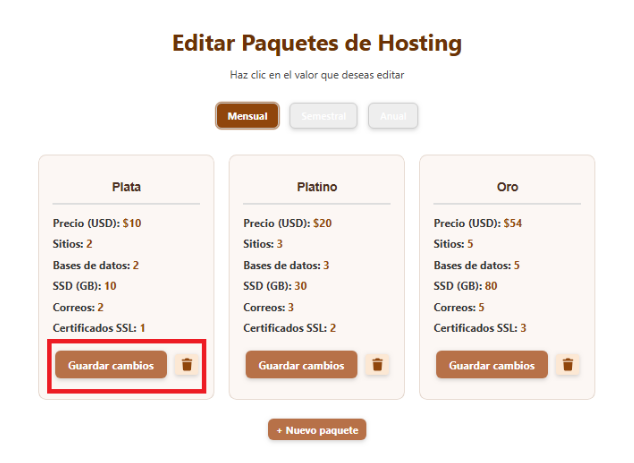 Editar Paquetes de Hosting
Haz clic en el valor que deseas editar
Mensual Semestral Anual
Plata
Precio (USD): $10
Sitios: 2
Bases de datos: 2
SSD (GB): 10
Correos: 2
Certificados SSL: 1
Guardar cambios
Platino
Precio (USD): $20
Sitios: 3
Bases de datos: 3
SSD (GB): 30
Correos: 3
Certificados SSL: 2
Guardar cambios
Oro
Precio (USD): $54
Sitios: 5
Bases de datos: 5
SSD (GB): 80
Correos: 5
Certificados SSL: 3
Guardar cambios
+ Nuevo paquete